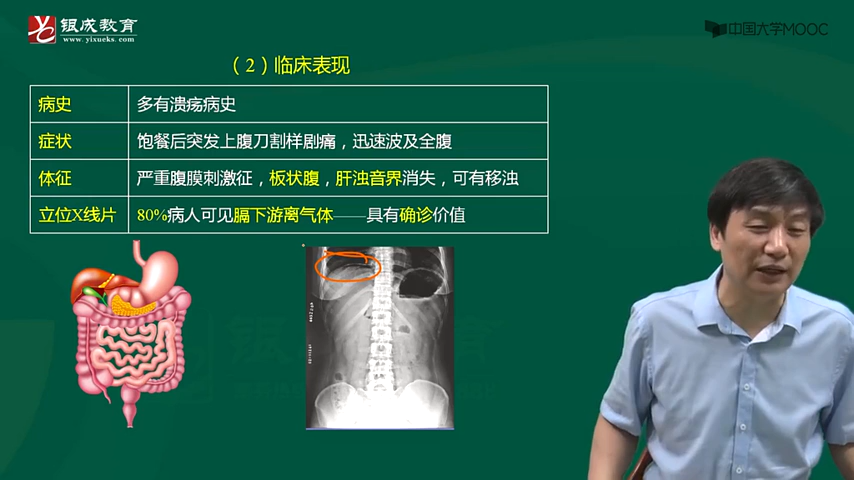 银成教育
www.yixueks.com
中国大学MOOC
（2）临床表现
病史 多有溃疡病史
症状 饱餐后突发上腹刀割样剧痛，迅速波及全腹
体征 严重腹膜刺激征，板状腹，肝浊音界消失，可有移浊
立位X线片 80%病人可见膈下游离气体——具有确诊价值
银成教育